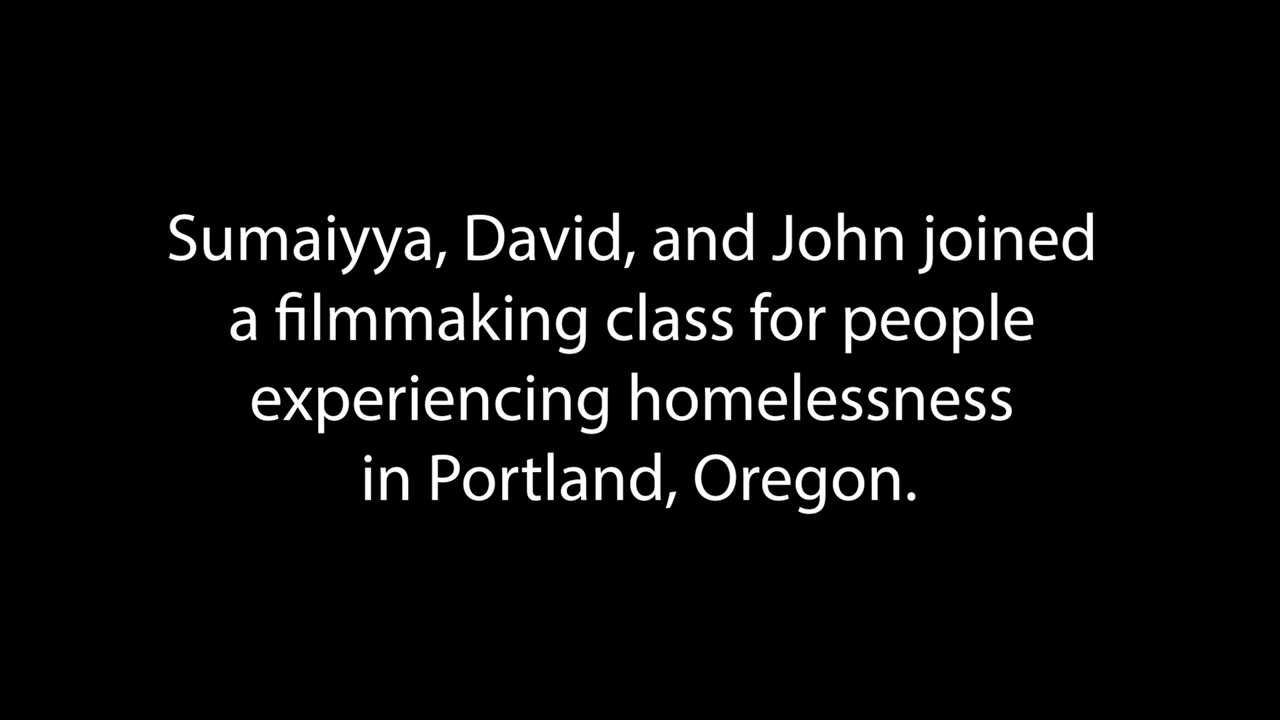 Sumaiyya, David, and John joined
a filmmaking class for people
experiencing homelessness
in Portland, Oregon.